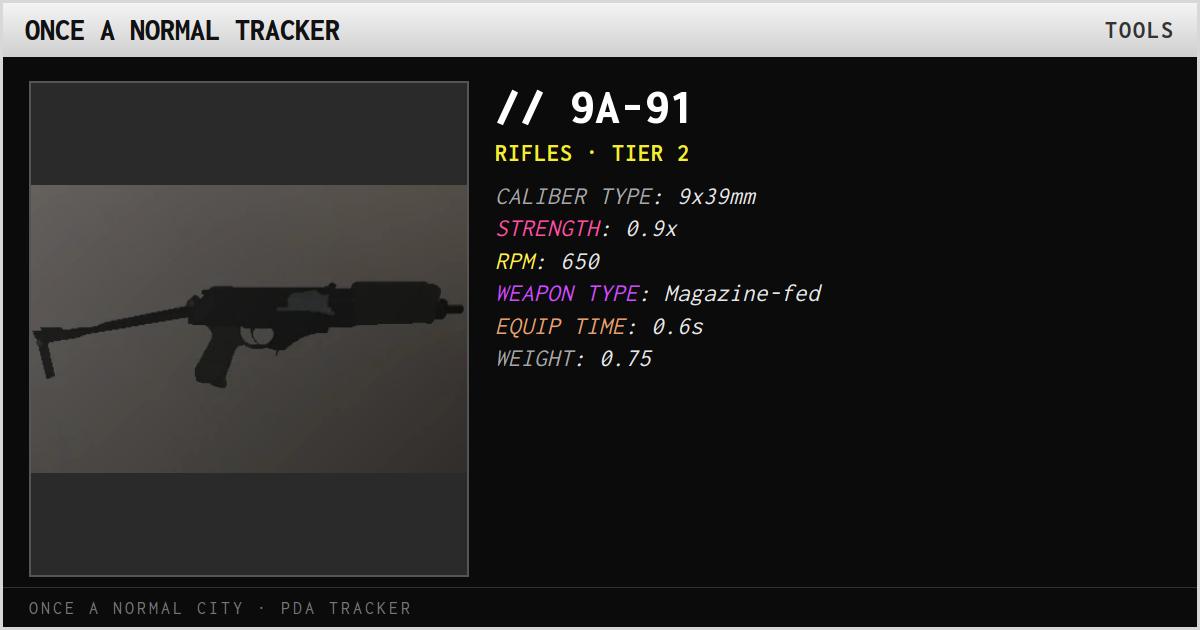 ONCE A NORMAL TRACKER
TOOLS
// 9A-91
RIFLES · TIER 2
CALIBER TYPE: 9x39mm
STRENGTH: 0.9x
RPM: 650
WEAPON TYPE: Magazine-fed
EQUIP TIME: 0.6s
WEIGHT: 0.75
ONCE A NORMAL CITY · PDA TRACKER